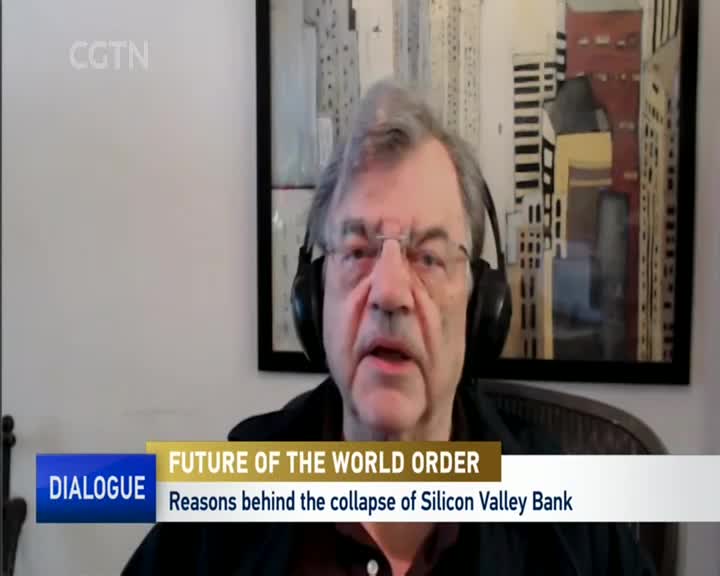 CGTN
FUTURE OF THE WORLD ORDER
DIALOGUE
Reasons behind the collapse of Silicon Valley Bank